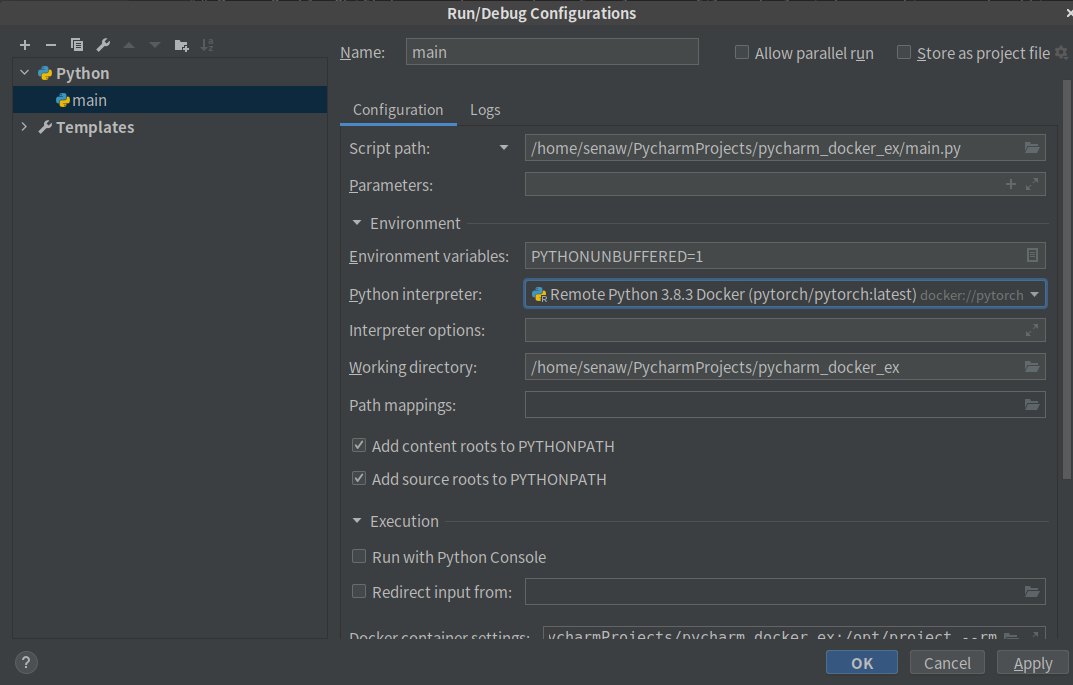 Run/Debug Configurations
Python
main
Templates
Name: main
Allow parallel run
Store as project file
Configuration
Logs
Script path: /home/senaw/PycharmProjects/pycharm_docker_ex/main.py
Parameters:
Environment
Environment variables: PYTHONUNBUFFERED=1
Python interpreter: Remote Python 3.8.3 Docker (pytorch/pytorch:latest) docker://pytorch
Interpreter options:
Working directory: /home/senaw/PycharmProjects/pycharm_docker_ex
Path mappings:
Add content roots to PYTHONPATH
Add source roots to PYTHONPATH
Execution
Run with Python Console
Redirect input from:
Docker container settings: ycharmProjects/pycharm_docker_ex:/opt/project --rm
?
OK
Cancel
Apply